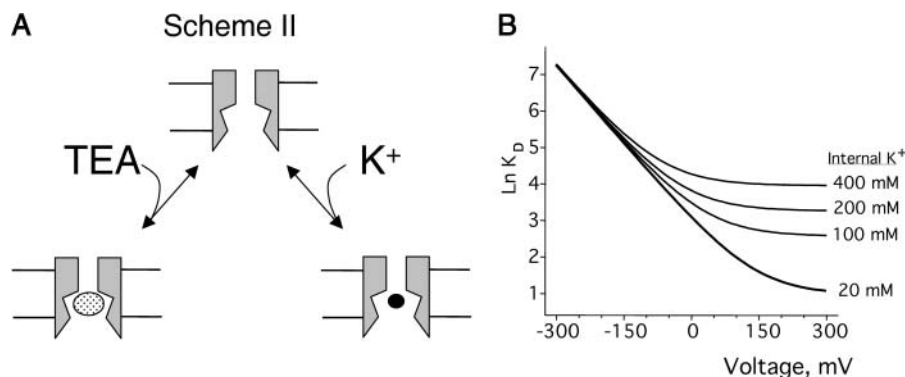 A
Scheme II
TEA
K+
B
Ln KD
7
6
5
4
3
2
1
Internal K+
400 mM
200 mM
100 mM
20 mM
-300
-150
0
150
300
Voltage, mV